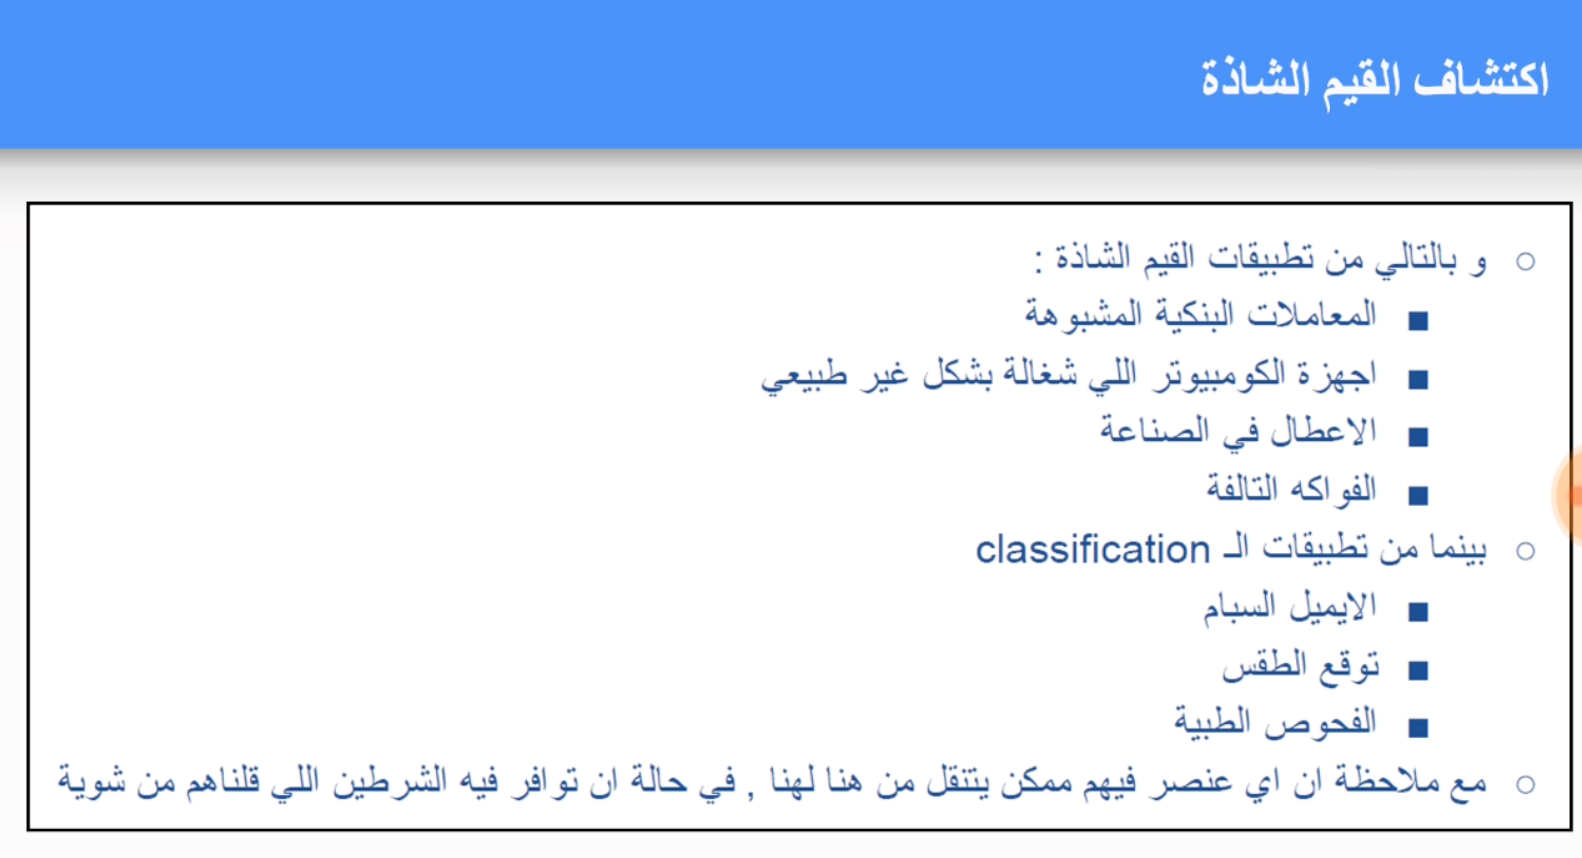 اكتشاف القيم الشاذة
○ و بالتالي من تطبيقات القيم الشاذة :
■ المعاملات البنكية المشبوهة
■ اجهزة الكومبيوتر اللي شغالة بشكل غير طبيعي
■ الاعطال في الصناعة
■ الفواكه التالفة
○ بينما من تطبيقات الـ classification
■ الايميل السبام
■ توقع الطقس
■ الفحوص الطبية
○ مع ملاحظة ان اي عنصر فيهم ممكن يتنقل من هنا لهنا , في حالة ان توافر فيه الشرطين اللي قلناهم من شوية